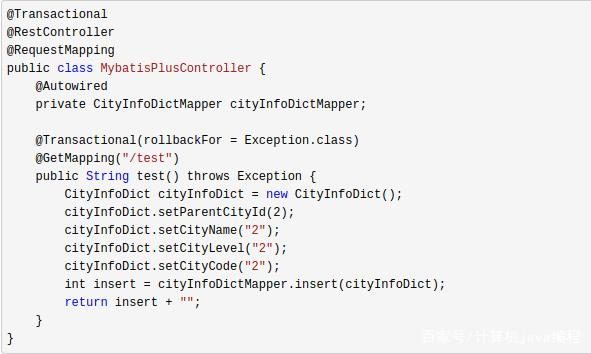 @Transactional
@RestController
@RequestMapping
public class MybatisPlusController {
    @Autowired
    private CityInfoDictMapper cityInfoDictMapper;

    @Transactional(rollbackFor = Exception.class)
    @GetMapping("/test")
    public String test() throws Exception {
        CityInfoDict cityInfoDict = new CityInfoDict();
        cityInfoDict.setParentCityId(2);
        cityInfoDict.setCityName("2");
        cityInfoDict.setCityLevel("2");
        cityInfoDict.setCityCode("2");
        int insert = cityInfoDictMapper.insert(cityInfoDict);
        return insert + "";
    }
}
百家号/计算机java编程